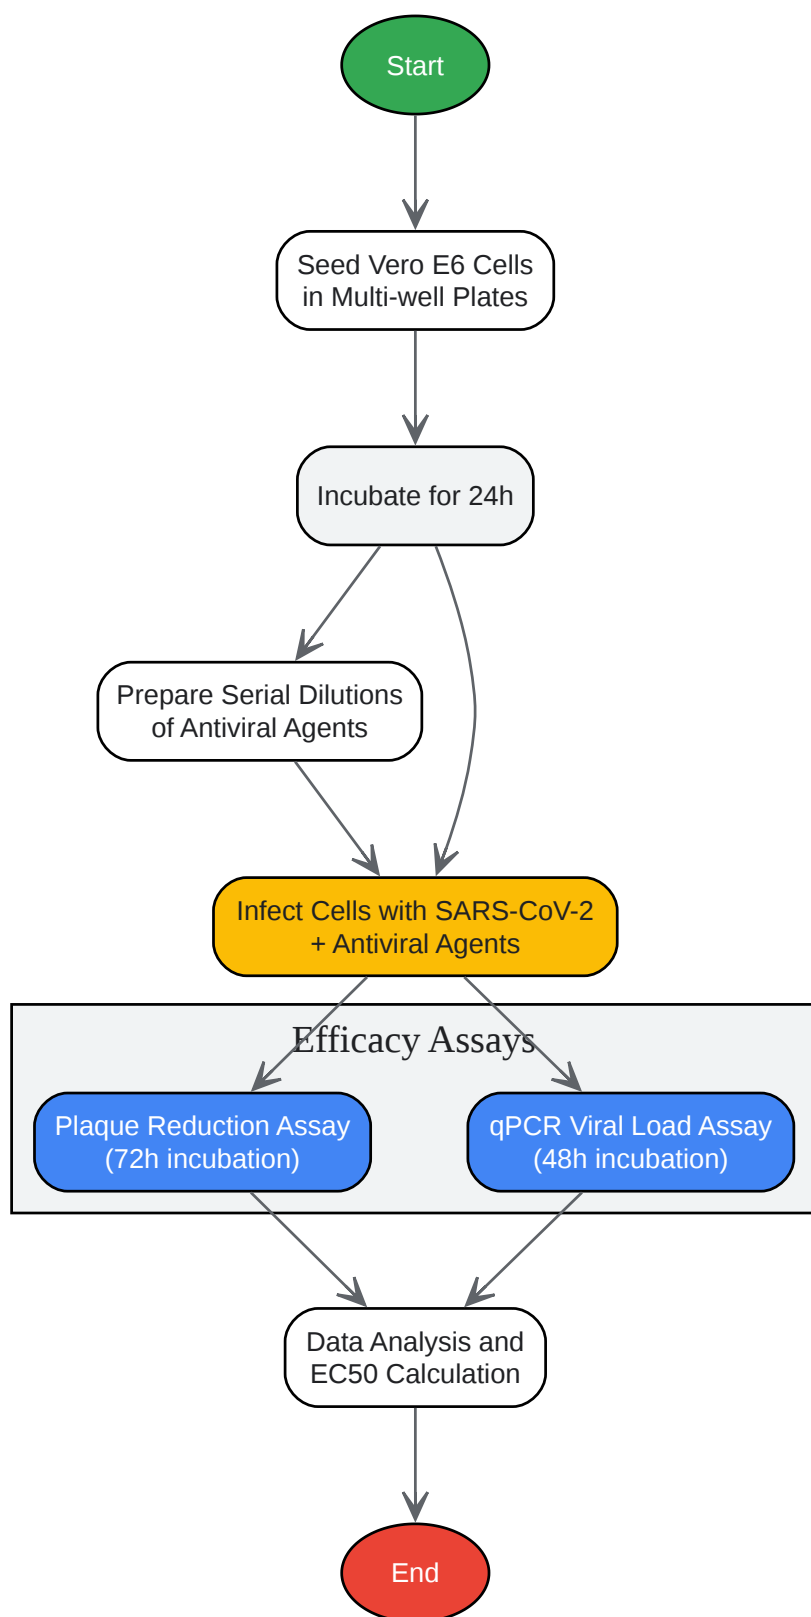 Start
Seed Vero E6 Cells
in Multi-well Plates
Incubate for 24h
Prepare Serial Dilutions
of Antiviral Agents
Infect Cells with SARS-CoV-2
+ Antiviral Agents
Efficacy Assays
Plaque Reduction Assay
(72h incubation)
qPCR Viral Load Assay
(48h incubation)
Data Analysis and
EC50 Calculation
End